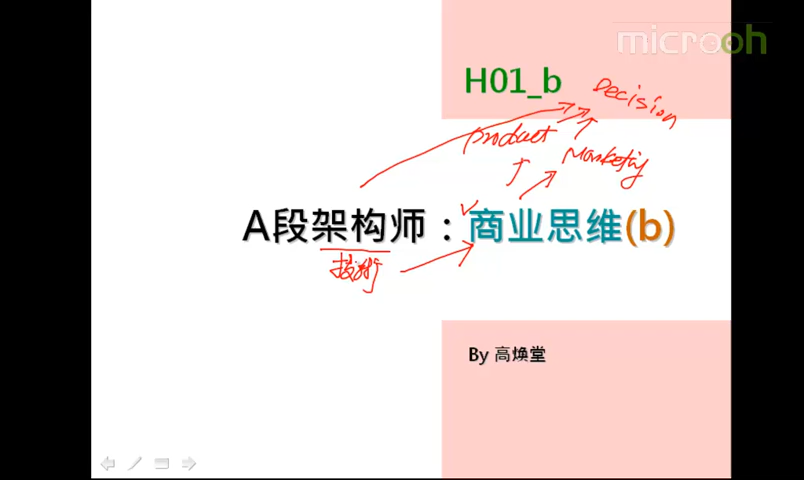 microoh
H01_b
Decision
product
Marketing
A段架构师：商业思维(b)
技术
By 高焕堂